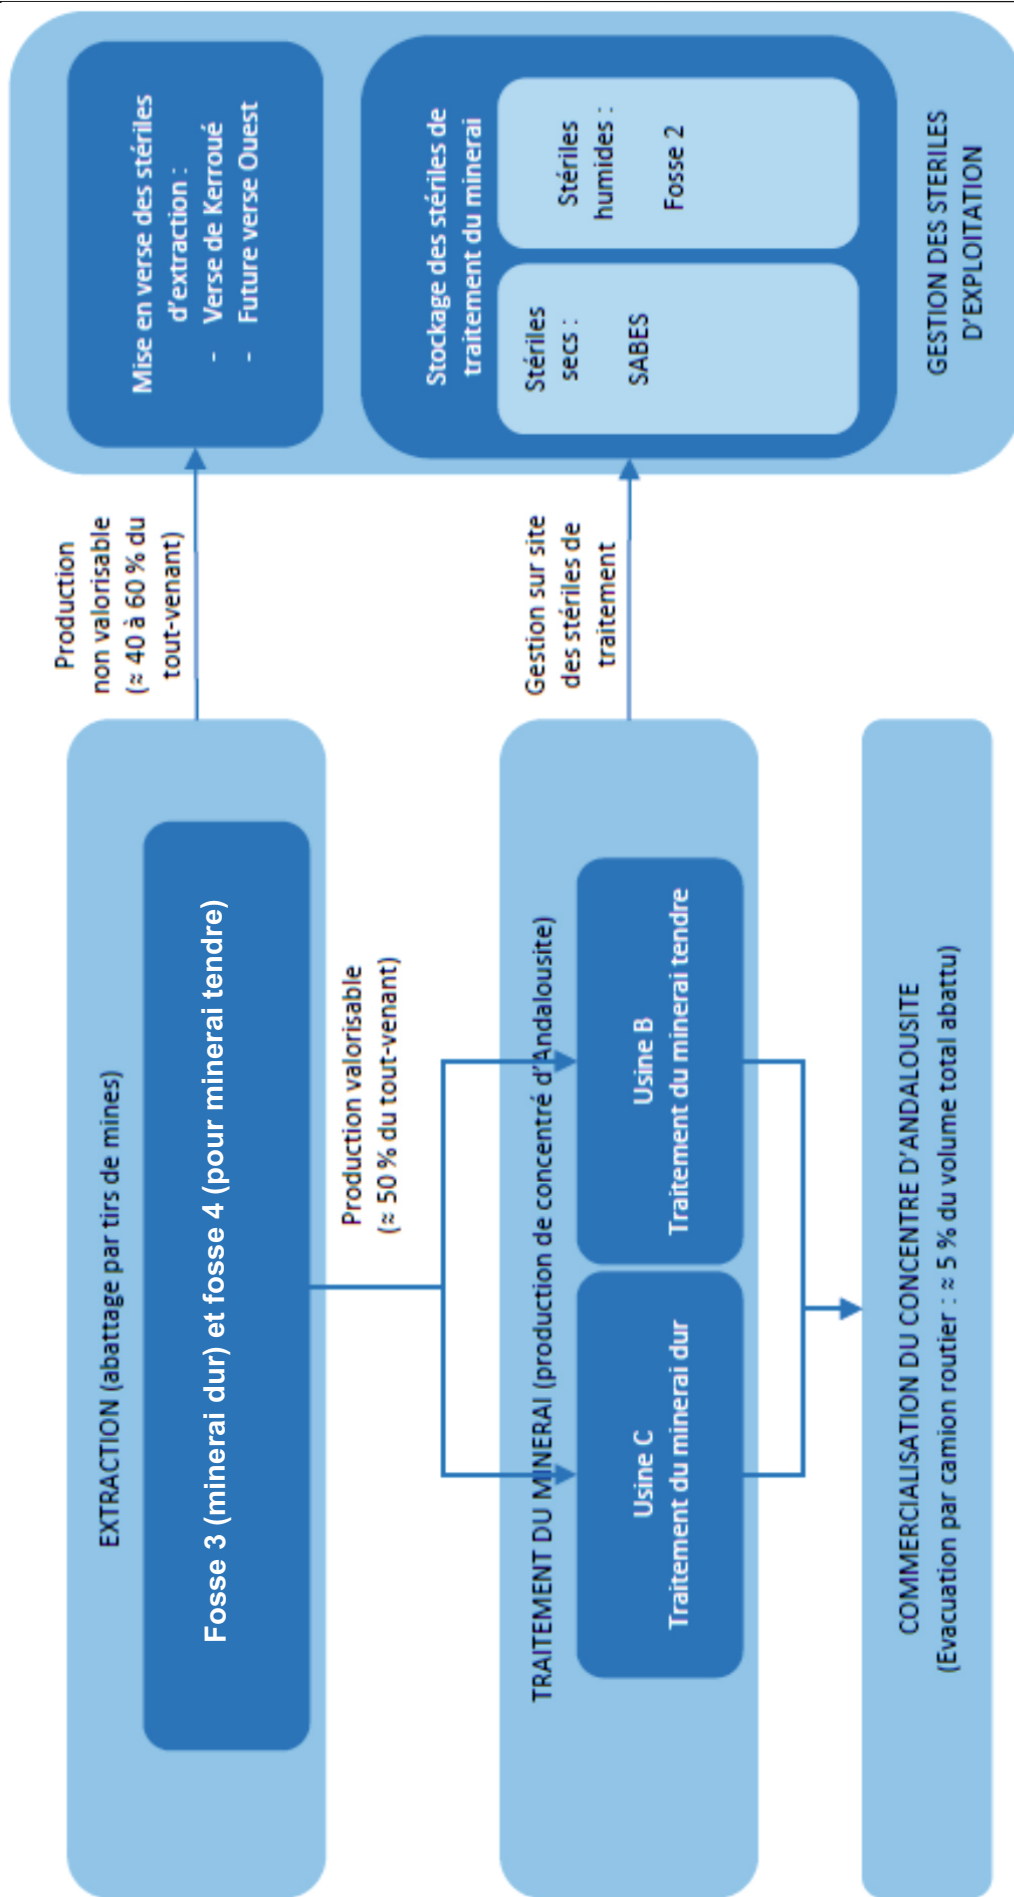 EXTRACTION (abattage par tirs de mines)
Fosse 3 (minerai dur) et fosse 4 (pour minerai tendre)
Production
non valorisable
(≈ 40 à 60 % du
tout-venant)
Mise en verse des stériles
d'extraction :
- Verse de Kerroué
- Future verse Ouest
Production valorisable
(≈ 50 % du tout-venant)
TRAITEMENT DU MINERAI (production de concentré d'Andalousite)
Usine C
Traitement du minerai dur
Usine B
Traitement du minerai tendre
Gestion sur site
des stériles de
traitement
Stockage des stériles de
traitement du minerai
Stériles
secs :
SABES
Stériles
humides :
Fosse 2
GESTION DES STERILES
D'EXPLOITATION
COMMERCIALISATION DU CONCENTRE D'ANDALOUSITE
(Evacuation par camion routier : ≈ 5 % du volume total abattu)